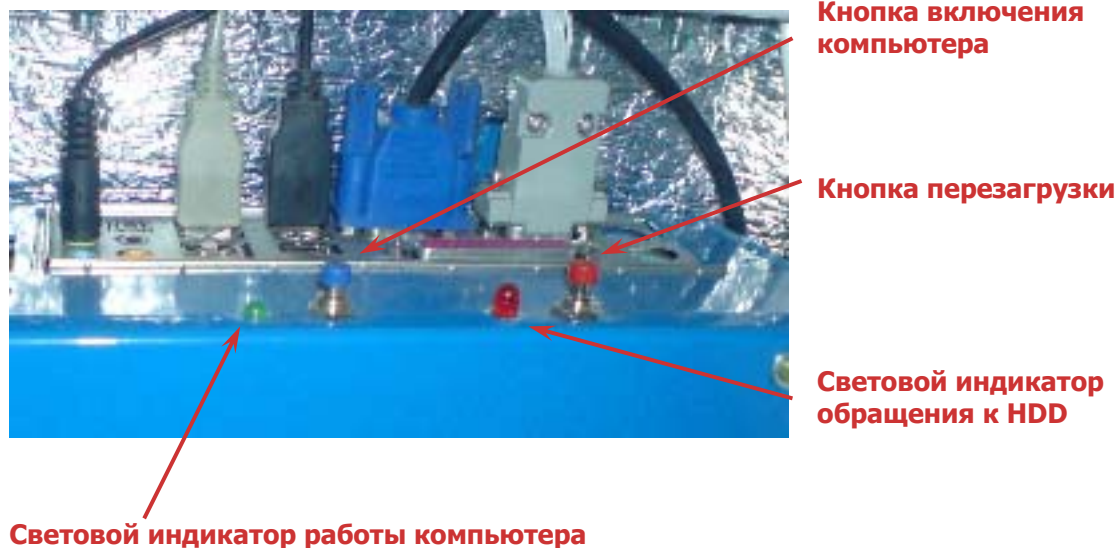 Кнопка включения
компьютера
Кнопка перезагрузки
Световой индикатор
обращения к HDD
Световой индикатор работы компьютера